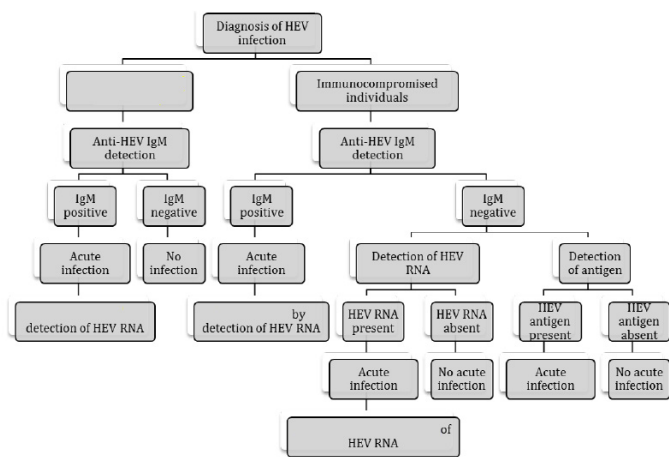 Diagnosis of HEV
infection
Immunocompromised
individuals
Anti-HEV IgM
detection
Anti-HEV IgM
detection
IgM
positive
IgM
negative
IgM
positive
IgM
negative
Acute
infection
No
infection
Acute
infection
Detection of HEV
RNA
Detection
of antigen
detection of HEV RNA
by
detection of HEV RNA
HEV RNA
present
HEV RNA
absent
HEV
antigen
present
HEV
antigen
absent
Acute
infection
No acute
infection
Acute
infection
No acute
infection
of
HEV RNA